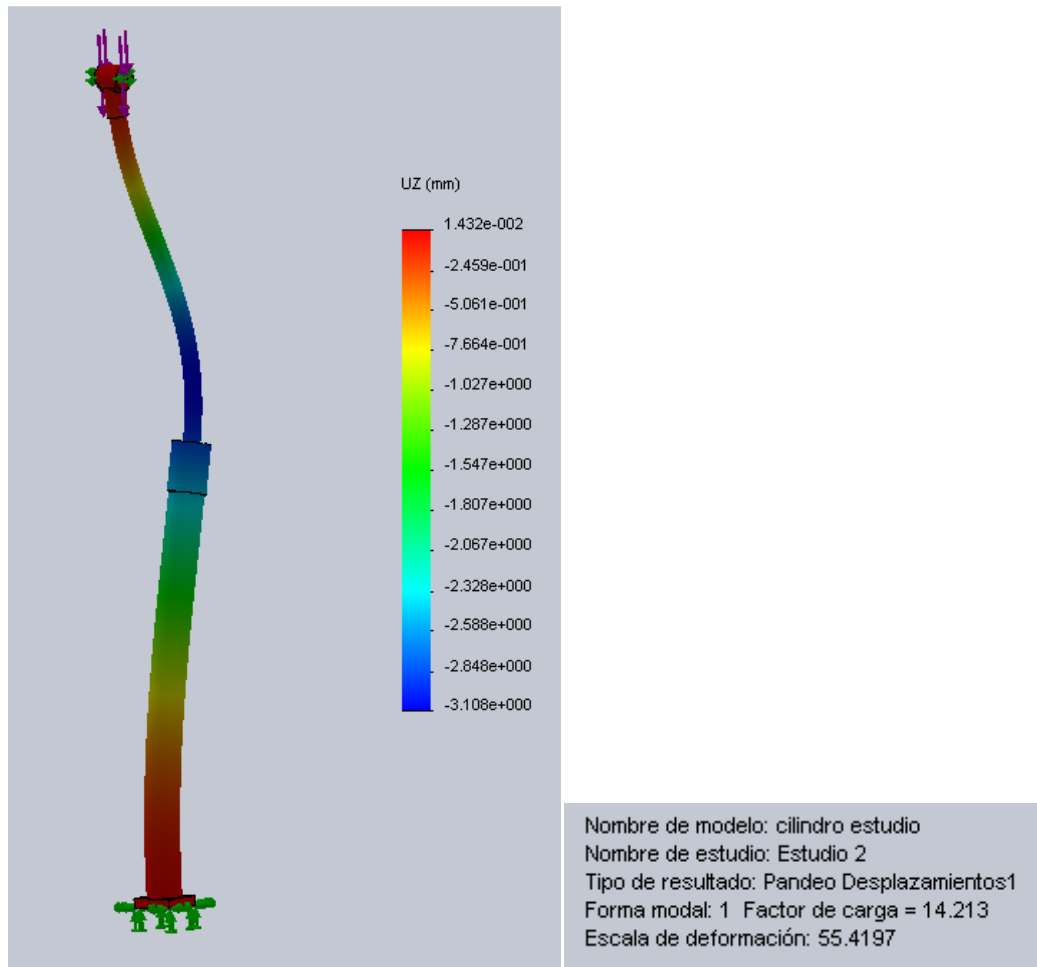 UZ (mm)
1.432e-002
-2.459e-001
-5.061e-001
-7.664e-001
-1.027e+000
-1.287e+000
-1.547e+000
-1.807e+000
-2.067e+000
-2.328e+000
-2.588e+000
-2.848e+000
-3.108e+000
Nombre de modelo: cilindro estudio
Nombre de estudio: Estudio 2
Tipo de resultado: Pandeo Desplazamientos1
Forma modal: 1 Factor de carga = 14.213
Escala de deformación: 55.4197